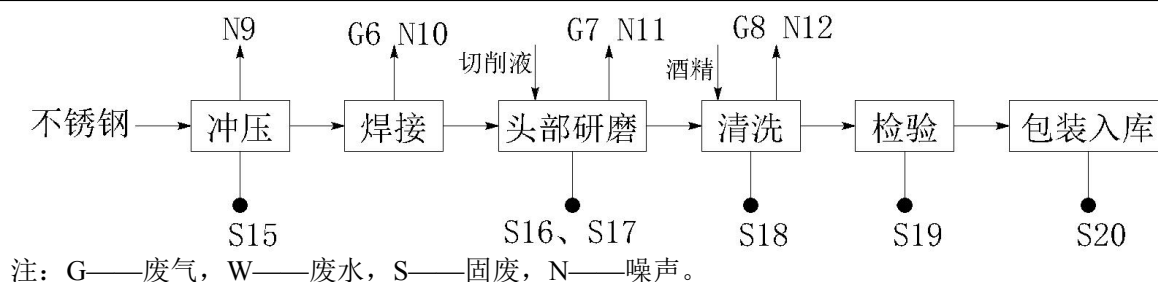 N9
G6 N10
G7 N11
G8 N12
切削液
酒精
不锈钢
冲压
焊接
头部研磨
清洗
检验
包装入库
S15
S16、S17
S18
S19
S20
注：G——废气，W——废水，S——固废，N——噪声。